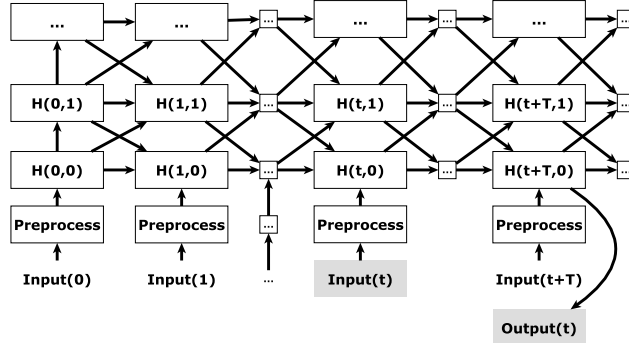 ... ... ... ... ... ... ...
H(0,1) H(1,1) ... H(t,1) ... H(t+T,1) ...
H(0,0) H(1,0) ... H(t,0) ... H(t+T,0) ...
Preprocess Preprocess ... Preprocess Preprocess
Input(0) Input(1) ... Input(t) Input(t+T)
Output(t)